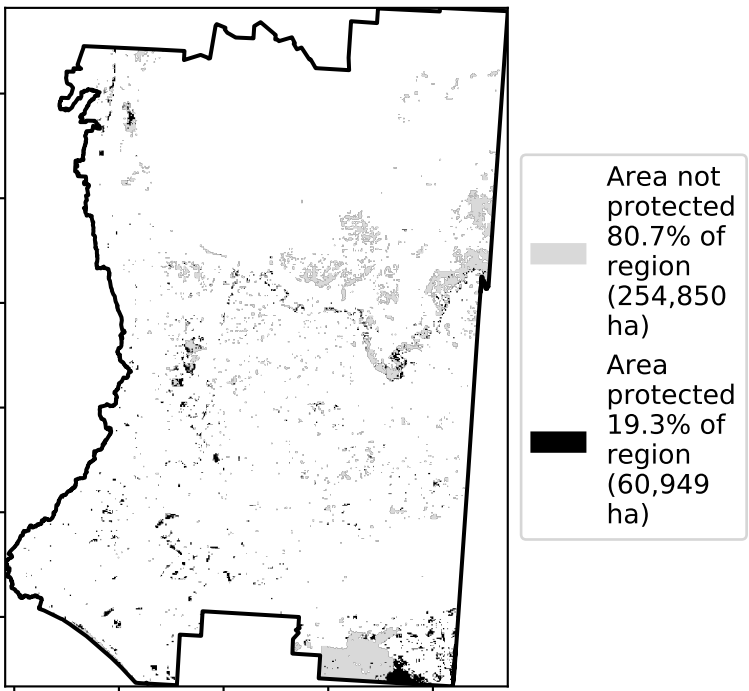 Area not
protected
80.7% of
region
(254,850
ha)
Area
protected
19.3% of
region
(60,949
ha)